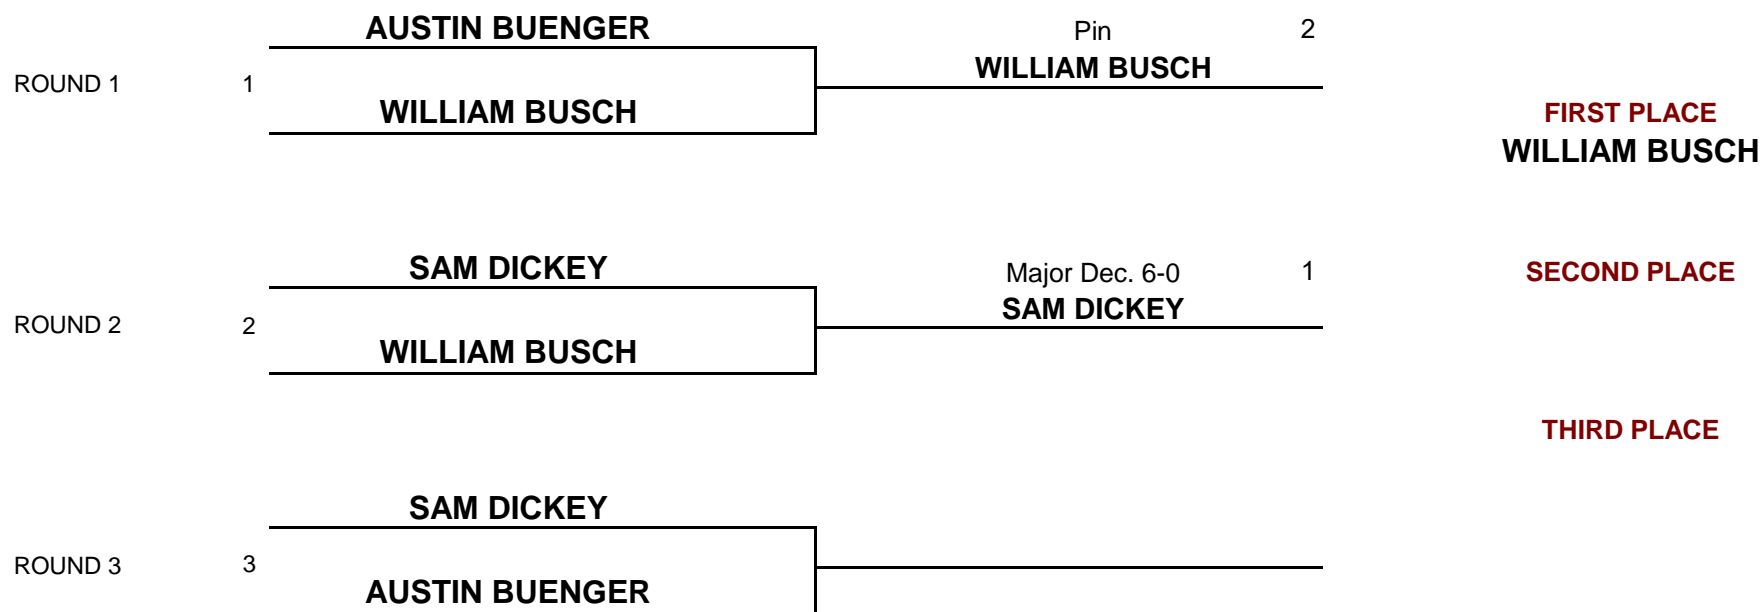 AUSTIN BUENGER
Pin 2
ROUND 1 1 WILLIAM BUSCH
WILLIAM BUSCH
FIRST PLACE
WILLIAM BUSCH
SAM DICKEY
Major Dec. 6-0 1
SECOND PLACE
SAM DICKEY
ROUND 2 2
WILLIAM BUSCH
THIRD PLACE
SAM DICKEY
ROUND 3 3
AUSTIN BUENGER